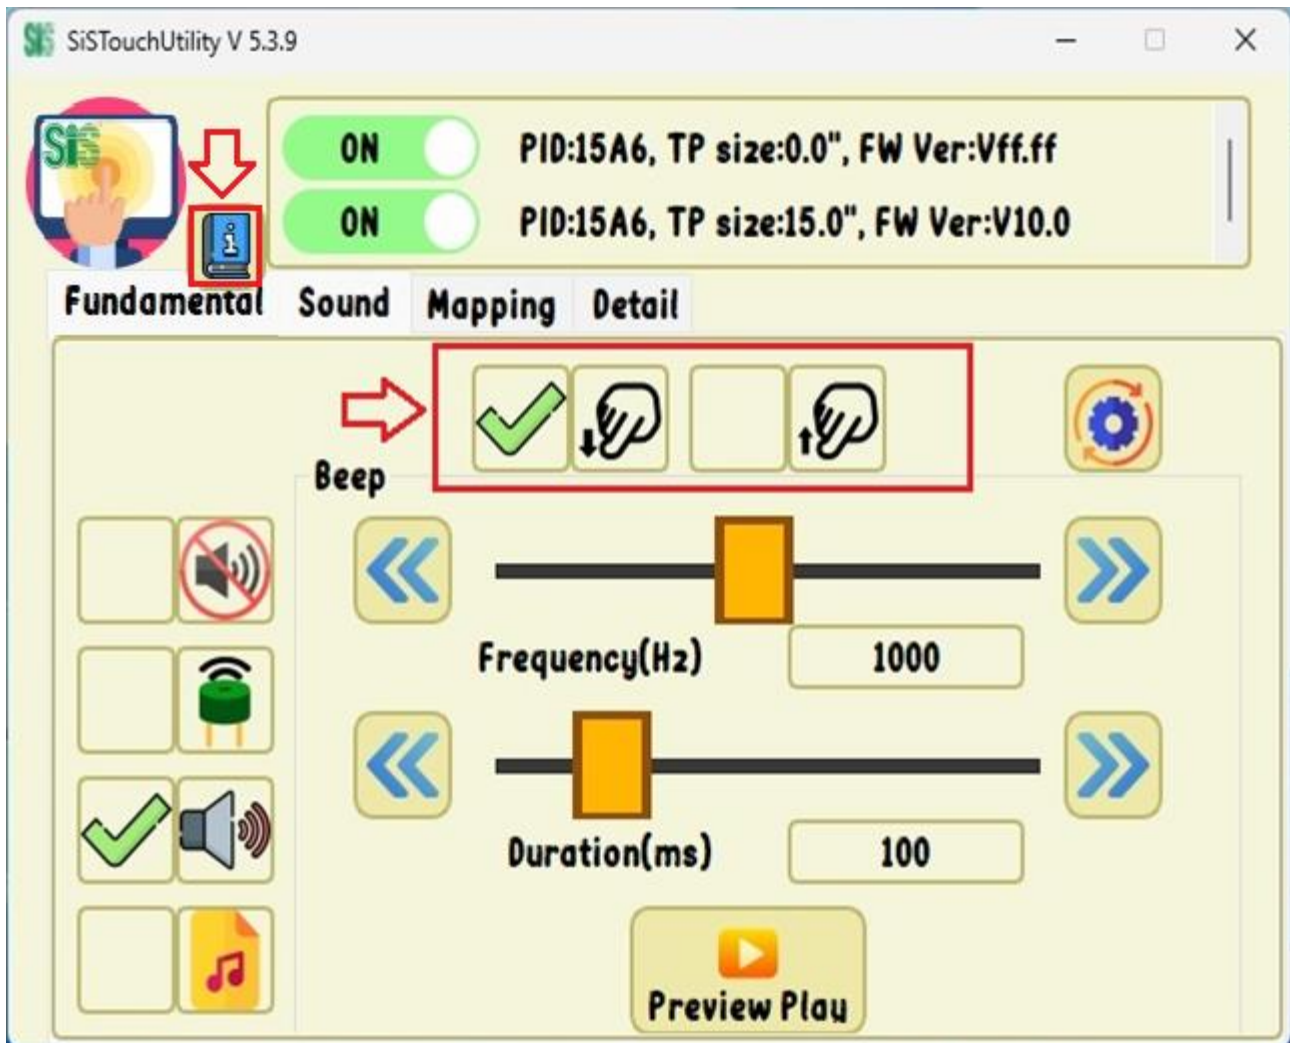 SiS SiSTouchUtility V 5.3.9
SiS
ON PID:15A6, TP size:0.0", FW Ver:Vff.ff
ON PID:15A6, TP size:15.0", FW Ver:V10.0
i
Fundamental Sound Mapping Detail
Beep
Frequency(Hz) 1000
Duration(ms) 100
Preview Play